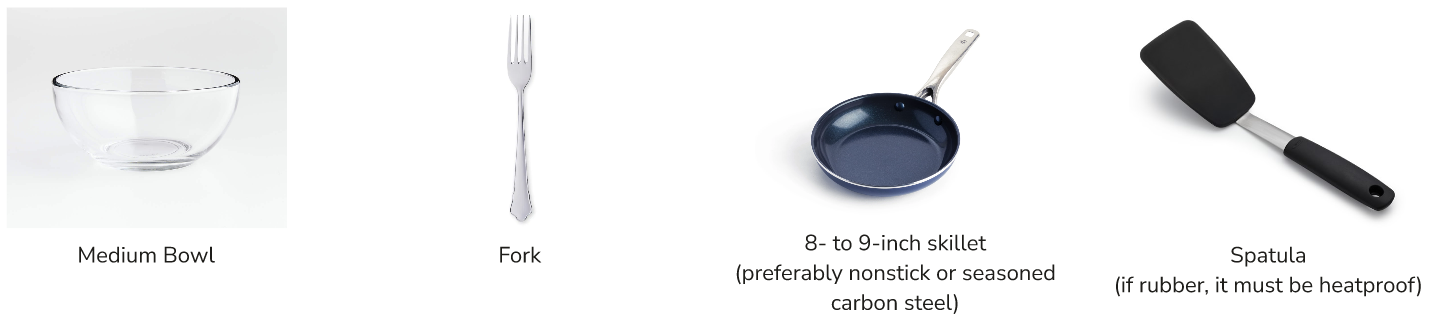 Medium Bowl
Fork
8- to 9-inch skillet
(preferably nonstick or seasoned
carbon steel)
Spatula
(if rubber, it must be heatproof)